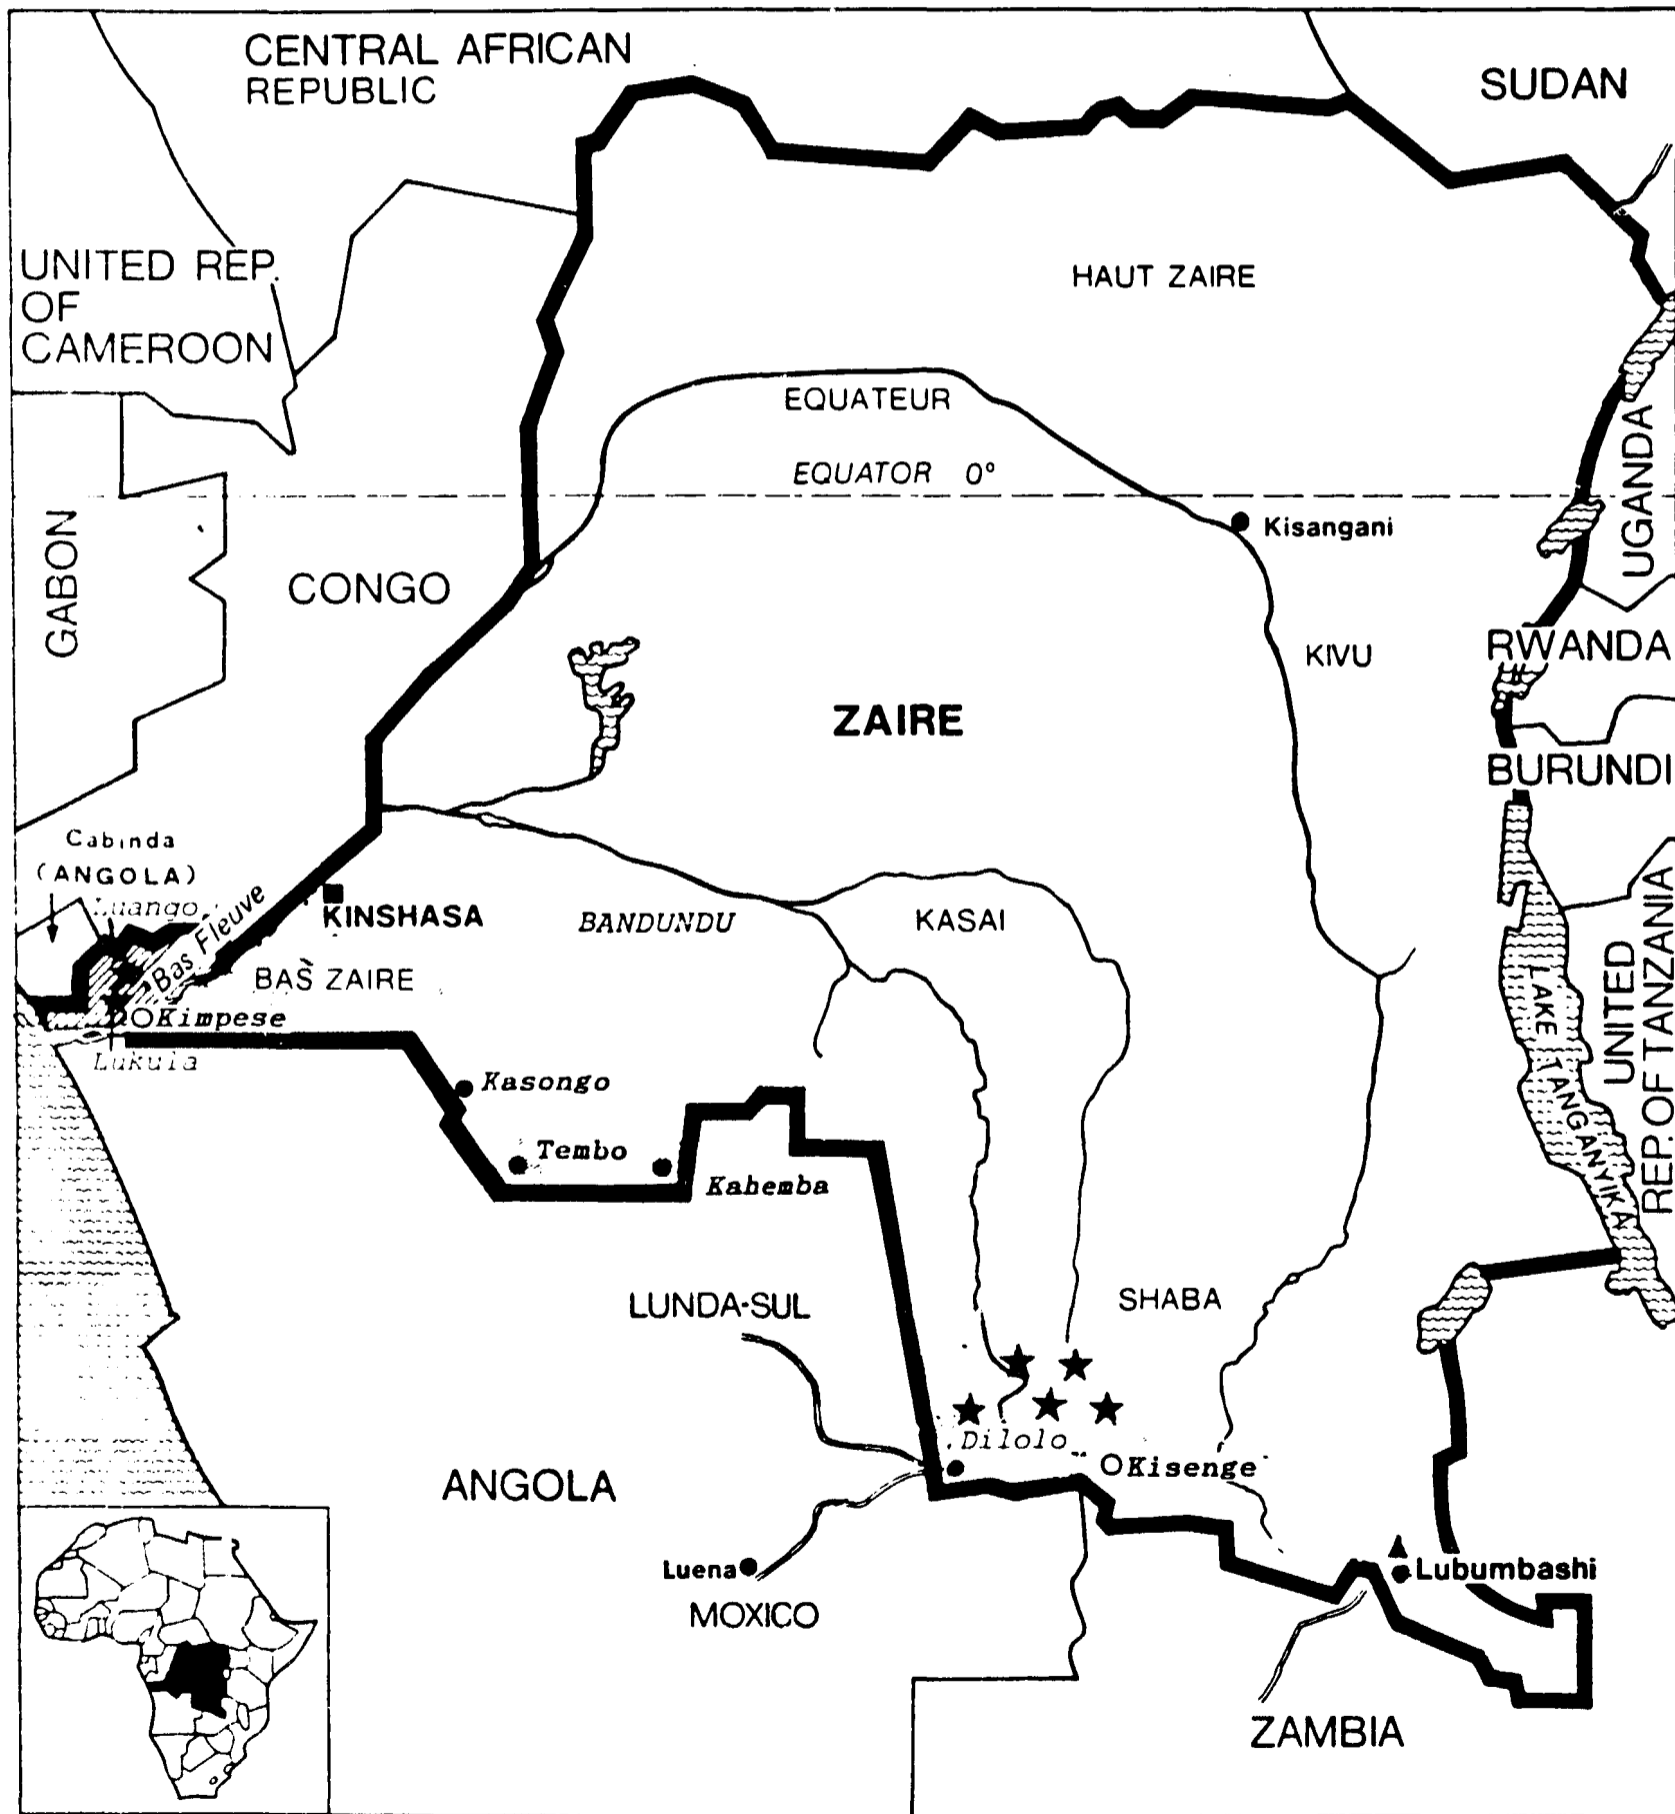 CENTRAL AFRICAN
REPUBLIC
SUDAN
UNITED REP.
OF
CAMEROON
HAUT ZAIRE
EQUATEUR
EQUATOR 0°
UGANDA
Kisangani
GABON
CONGO
KIVU
RWANDA
ZAIRE
BURUNDI
Cabinda
(ANGOLA)
Luango
Bas Fleuve
KINSHASA
BANDUNDU
KASAI
BAS ZAIRE
UNITED
REP. OF TANZANIA
LAKE TANGANYIKA
Kimpese
Lukula
Kasongo
Tembo
Kahemba
LUNDA-SUL
SHABA
Dilolo
Kisenge
ANGOLA
Luena
Lubumbashi
MOXICO
ZAMBIA